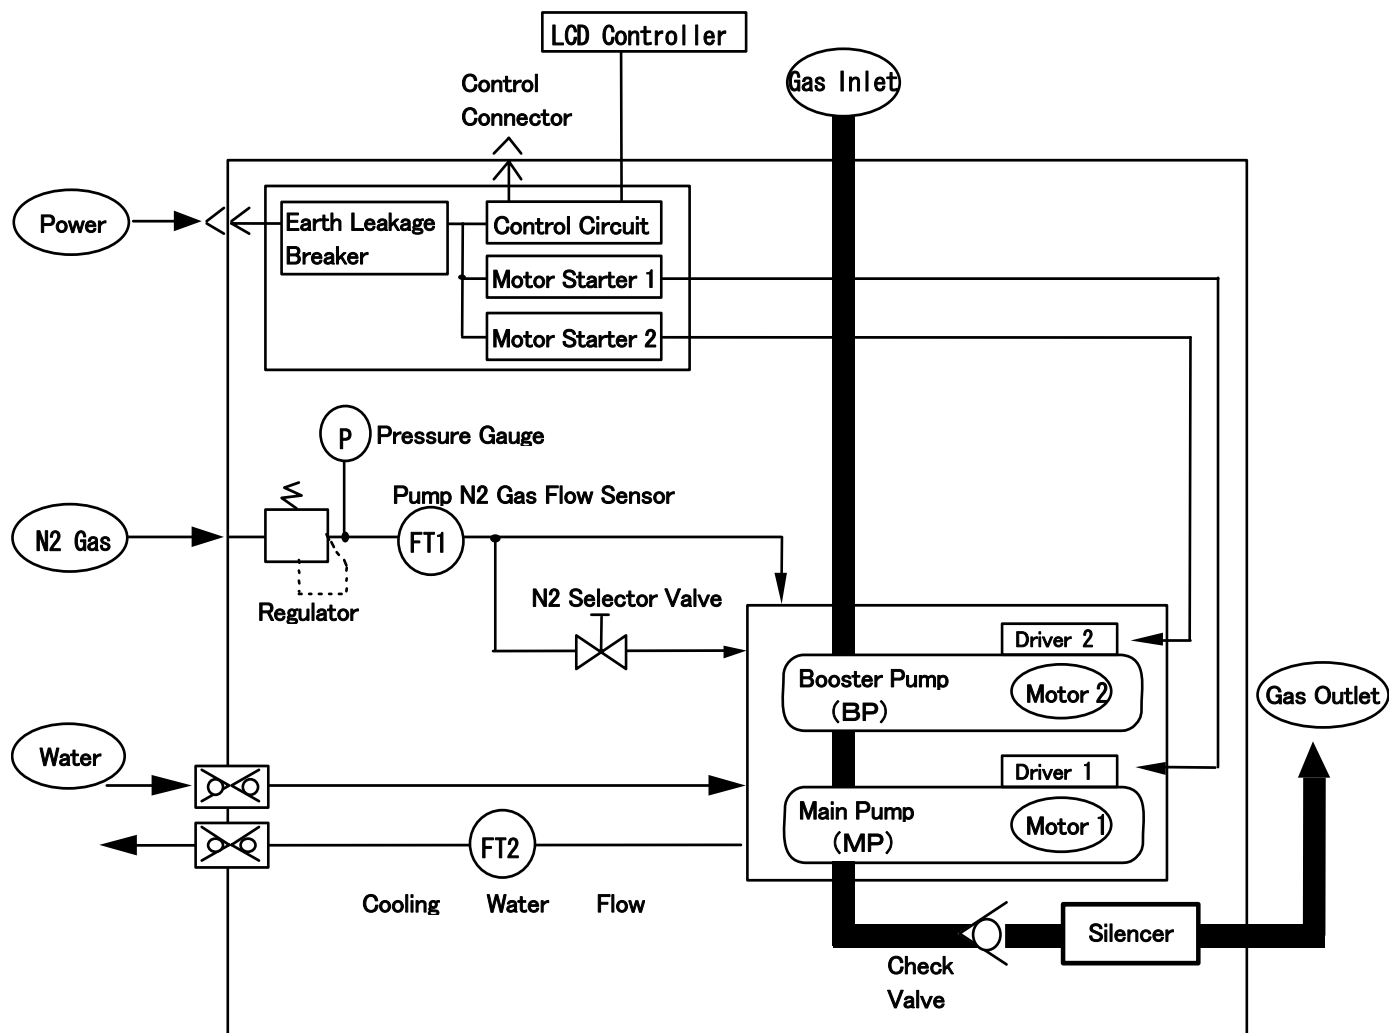 LCD Controller
Gas Inlet
Control
Connector
Power
Earth Leakage
Breaker
Control Circuit
Motor Starter 1
Motor Starter 2
P
Pressure Gauge
Pump N2 Gas Flow Sensor
N2 Gas
FT1
Regulator
N2 Selector Valve
Driver 2
Booster Pump
(BP)
Motor 2
Gas Outlet
Water
Driver 1
Main Pump
(MP)
Motor 1
FT2
Cooling Water Flow
Silencer
Check
Valve